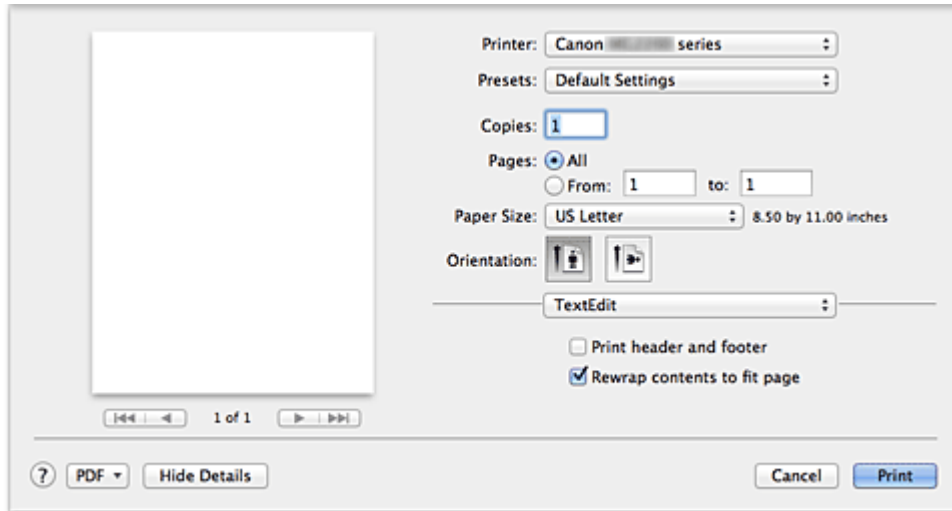 Printer: Canon series
Presets: Default Settings
Copies: 1
Pages: All
From: 1 to: 1
Paper Size: US Letter 8.50 by 11.00 inches
Orientation:
TextEdit
Print header and footer
Rewrap contents to fit page
1 of 1
? PDF Hide Details Cancel Print